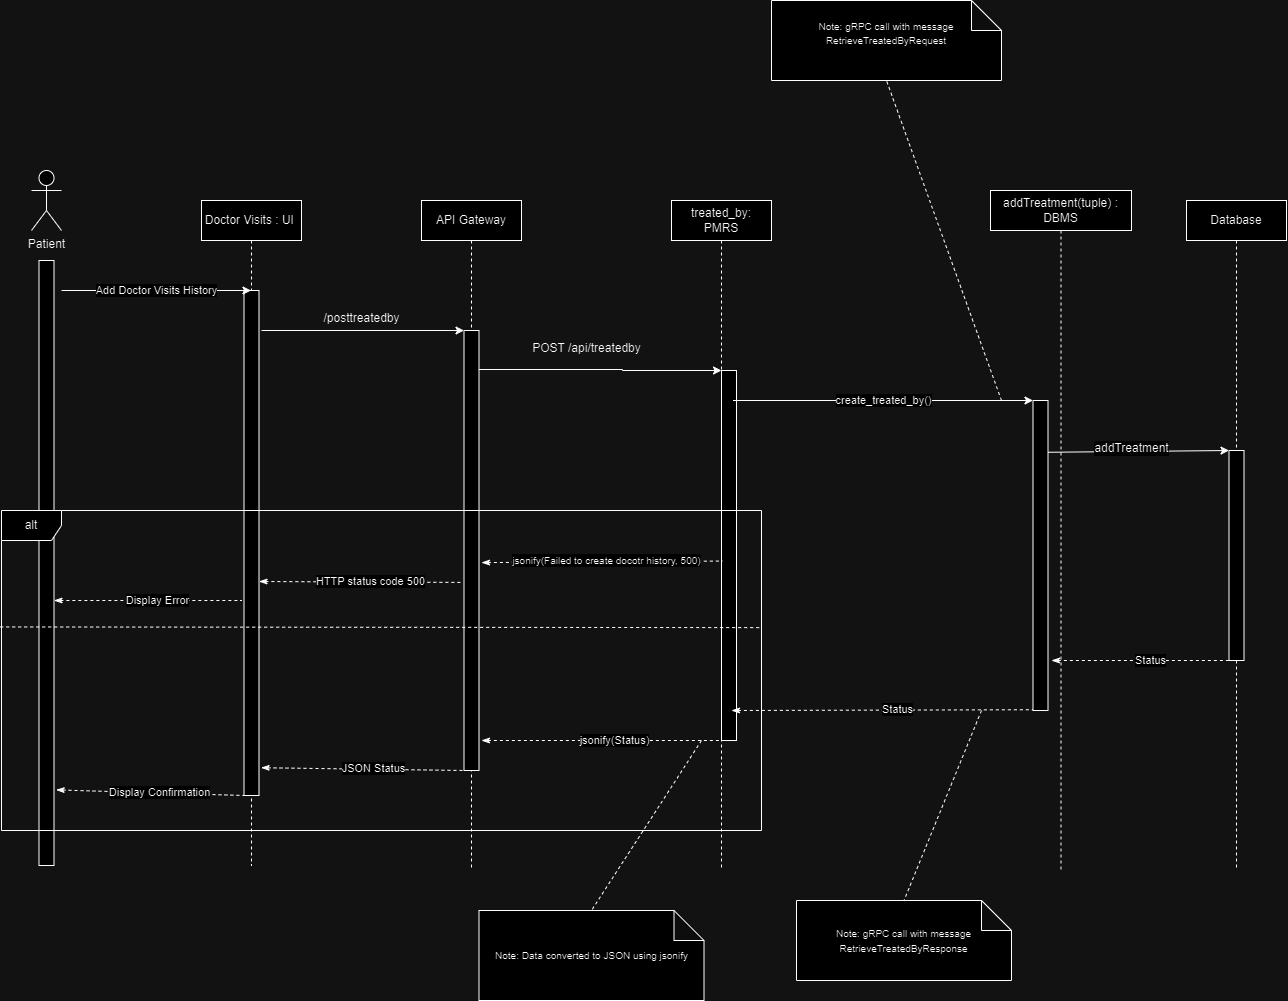 Note: gRPC call with message
RetrieveTreatedByRequest
Patient
Doctor Visits : UI
API Gateway
treated_by:
PMRS
addTreatment(tuple) :
DBMS
Database
Add Doctor Visits History
/posttreatedby
POST /api/treatedby
create_treated_by()
addTreatment
alt
jsonify(Failed to create docotr history, 500)
HTTP status code 500
Display Error
Status
Status
jsonify(Status)
JSON Status
Display Confirmation
Note: Data converted to JSON using jsonify
Note: gRPC call with message
RetrieveTreatedByResponse